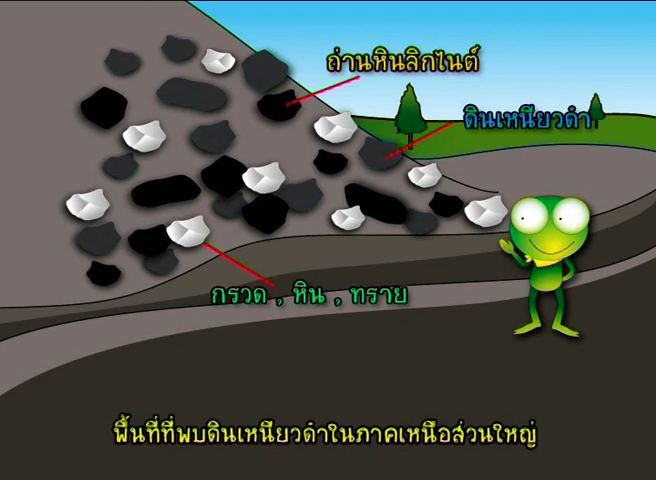 ถ่านหินลิกไนต์
ดินเหนียวดำ
กรวด , หิน , ทราย
พื้นที่ที่พบดินเหนียวดำในภาคเหนือส่วนใหญ่